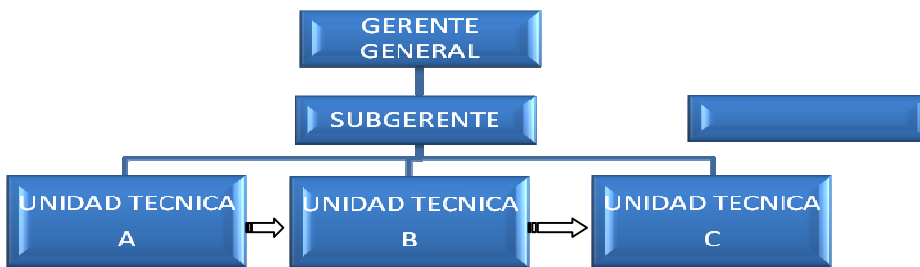 GERENTE
GENERAL
SUBGERENTE
UNIDAD TECNICA
A
UNIDAD TECNICA
B
UNIDAD TECNICA
C